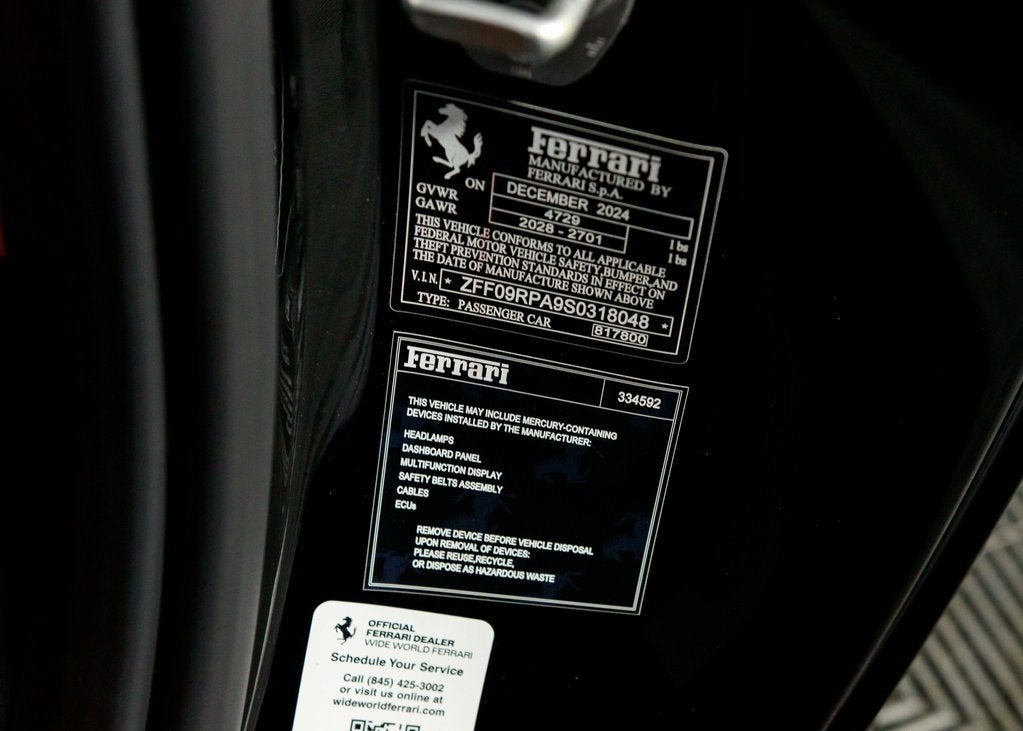 Ferrari
MANUFACTURED BY
FERRARI S.p.A.
ON DECEMBER 2024
GVWR 4729 lbs
GAWR 2028 - 2701 lbs
THIS VEHICLE CONFORMS TO ALL APPLICABLE
FEDERAL MOTOR VEHICLE SAFETY,BUMPER,AND
THEFT PREVENTION STANDARDS IN EFFECT ON
THE DATE OF MANUFACTURE SHOWN ABOVE
V.I.N. * ZFF09RPA9S0318048 *
TYPE: PASSENGER CAR 817800
Ferrari 334592
THIS VEHICLE MAY INCLUDE MERCURY-CONTAINING
DEVICES INSTALLED BY THE MANUFACTURER:
HEADLAMPS
DASHBOARD PANEL
MULTIFUNCTION DISPLAY
SAFETY BELTS ASSEMBLY
CABLES
ECUs
REMOVE DEVICE BEFORE VEHICLE DISPOSAL
UPON REMOVAL OF DEVICES:
PLEASE REUSE,RECYCLE,
OR DISPOSE AS HAZARDOUS WASTE
OFFICIAL
FERRARI DEALER
WIDE WORLD FERRARI
Schedule Your Service
Call (845) 425-3002
or visit us online at
wideworldferrari.com